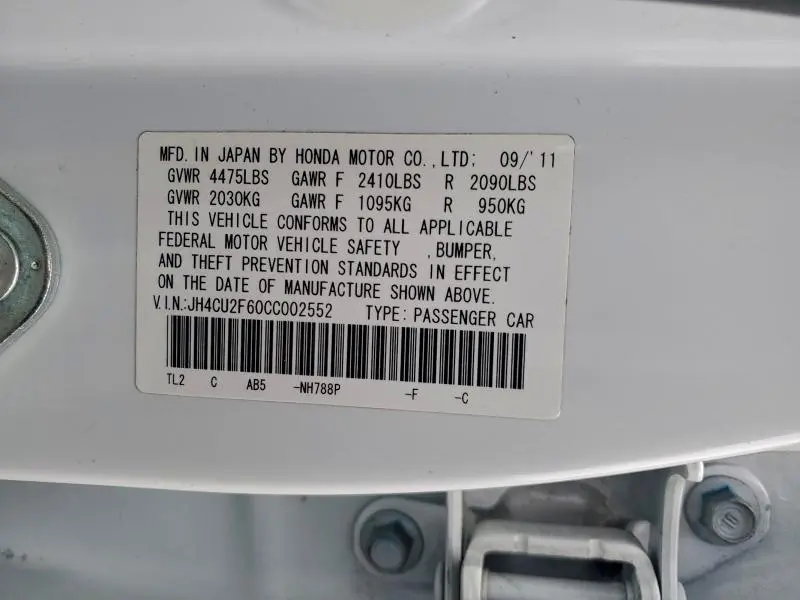 MFD. IN JAPAN BY HONDA MOTOR CO.,LTD; 09/'11
GVWR 4475LBS GAWR F 2410LBS R 2090LBS
GVWR 2030KG GAWR F 1095KG R 950KG
THIS VEHICLE CONFORMS TO ALL APPLICABLE
FEDERAL MOTOR VEHICLE SAFETY ,BUMPER,
AND THEFT PREVENTION STANDARDS IN EFFECT
ON THE DATE OF MANUFACTURE SHOWN ABOVE.
V.I.N.:JH4CU2F60CC002552 TYPE: PASSENGER CAR
TL2 C AB5 -NH788P -F -C